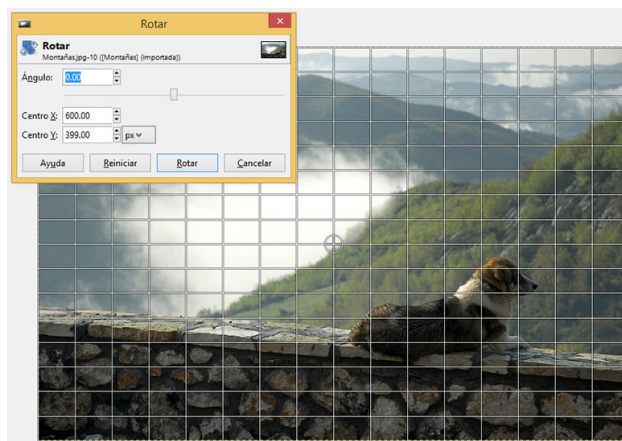 Rotar
Rotar
Montañas.jpg-10 ([Montañas] (importada))
Ángulo: 0.00
Centro X: 600.00
Centro Y: 399.00 px
Ayuda Reiniciar Rotar Cancelar